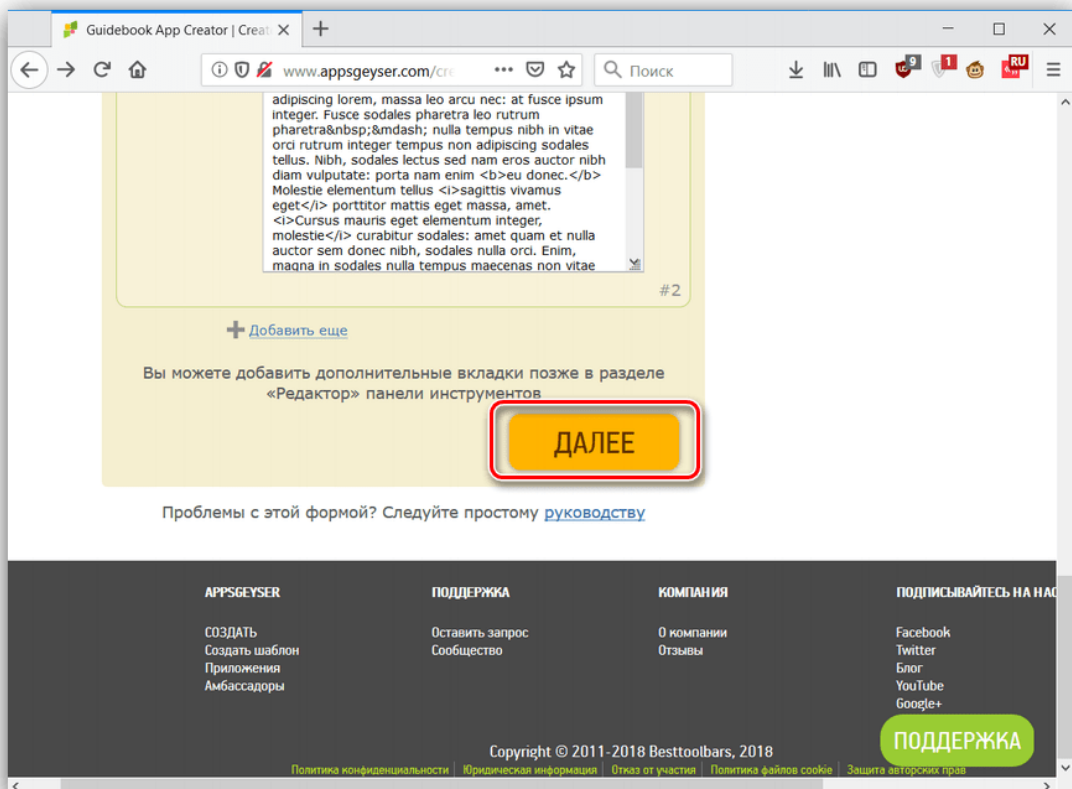 Guidebook App Creator | Creat
www.appsgeyser.com/cre
Поиск
9
1
RU
adipiscing lorem, massa leo arcu nec: at fusce ipsum
integer. Fusce sodales pharetra leo rutrum
pharetra&nbsp;&mdash; nulla tempus nibh in vitae
orci rutrum integer tempus non adipiscing sodales
tellus. Nibh, sodales lectus sed nam eros auctor nibh
diam vulputate: porta nam enim <b>eu donec.</b>
Molestie elementum tellus <i>sagittis vivamus
eget</i> porttitor mattis eget massa, amet.
<i>Cursus mauris eget elementum integer,
molestie</i> curabitur sodales: amet quam et nulla
auctor sem donec nibh, sodales nulla orci. Enim,
magna in sodales nulla tempus maecenas non vitae
#2
Добавить еще
Вы можете добавить дополнительные вкладки позже в разделе
«Редактор» панели инструментов
ДАЛЕЕ
Проблемы с этой формой? Следуйте простому руководству
APPSGEYSER
СОЗДАТЬ
Создать шаблон
Приложения
Амбассадоры
ПОДДЕРЖКА
Оставить запрос
Сообщество
КОМПАНИЯ
О компании
Отзывы
ПОДПИСЫВАЙТЕСЬ НА НАС
Facebook
Twitter
Блог
YouTube
Google+
ПОДДЕРЖКА
Copyright © 2011-2018 Besttoolbars, 2018
Политика конфиденциальности | Юридическая информация | Отказ от участия | Политика файлов cookie | Защита авторских прав